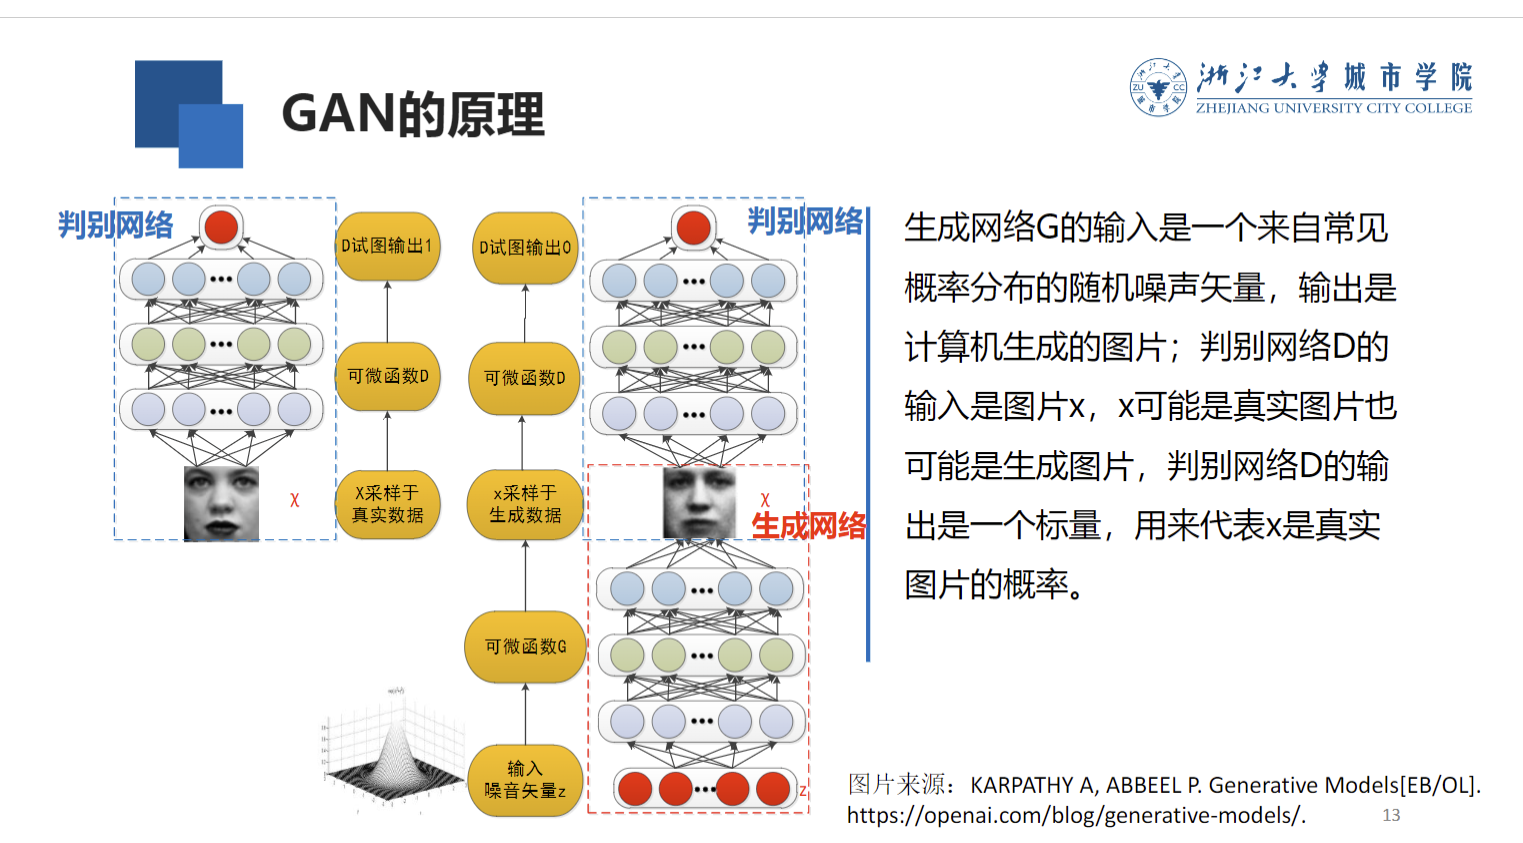 GAN的原理
浙江大学城市学院
ZHEJIANG UNIVERSITY CITY COLLEGE
ZU
CC
判别网络
D试图输出1
可微函数D
X采样于
真实数据
χ
D试图输出0
可微函数D
x采样于
生成数据
可微函数G
输入
噪音矢量z
判别网络
χ
生成网络
z
生成网络G的输入是一个来自常见
概率分布的随机噪声矢量，输出是
计算机生成的图片；判别网络D的
输入是图片x，x可能是真实图片也
可能是生成图片，判别网络D的输
出是一个标量，用来代表x是真实
图片的概率。
图片来源：KARPATHY A, ABBEEL P. Generative Models[EB/OL].
https://openai.com/blog/generative-models/.
13